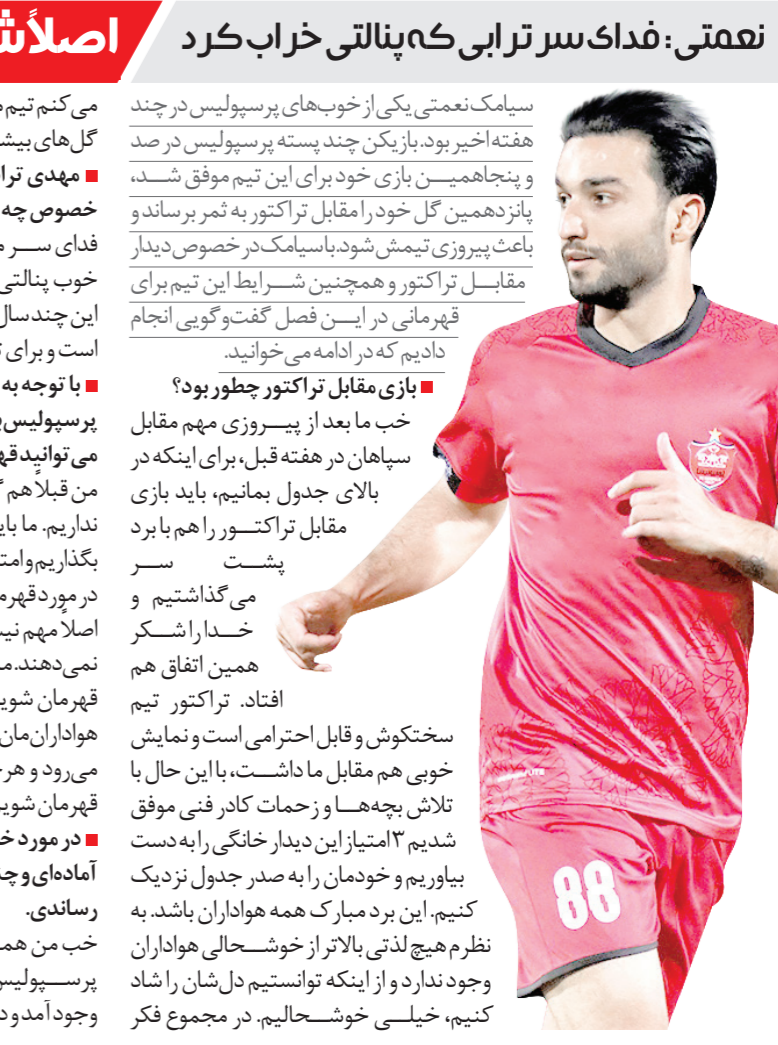 نعمتی: فدای سر ترابی که پنالتی خراب کرد
سیامک نعمتی یکی از خوب‌های پرسپولیس در چند
هفته اخیر بود. بازیکن چند پسته پرسپولیس در صد
و پنجاهمین بازی خود برای این تیم موفق شد،
پانزدهمین گل خود را مقابل تراکتور به ثمر برساند و
باعث پیروزی تیمش شود. با سیامک در خصوص دیدار
مقابل تراکتور و همچنین شرایط این تیم برای
قهرمانی در این فصل گفت‌وگویی انجام
دادیم که در ادامه می‌خوانید.
■ بازی مقابل تراکتور چطور بود؟
خب ما بعد از پیروزی مهم مقابل
سپاهان در هفته قبل، برای اینکه در
بالای جدول بمانیم، باید بازی
مقابل تراکتور را هم با برد
پشت سر
می‌گذاشتیم و
خدا را شکر
همین اتفاق هم
افتاد. تراکتور تیم
سختکوش و قابل احترامی است و نمایش
خوبی هم مقابل ما داشت، با این حال با
تلاش بچه‌ها و زحمات کادر فنی موفق
شدیم ۳ امتیاز این دیدار خانگی را به دست
بیاوریم و خودمان را به صدر جدول نزدیک
کنیم. این برد مبارک همه هواداران باشد. به
نظرم هیچ لذتی بالاتر از خوشحالی هواداران
وجود ندارد و از اینکه توانستیم دل‌شان را شاد
کنیم، خیلی خوشحالیم. در مجموع فکر
88
اصلاً
می‌کنم تیم
گل‌های
■ مهدی
خصوص چه
فدای سر
خوب پنالتی
این چند سال
است و برای
■ با توجه به
پرسپولیس
می‌توانید
من قبلاً هم
نداریم. ما
بگذاریم و
در مورد
اصلاً مهم
نمی‌دهند. ما
قهرمان
هواداران‌مان
می‌رود و
قهرمان
■ در مورد
آماده‌ای و
رساندی.
خب من
پرسپولیس
وجود آمد و